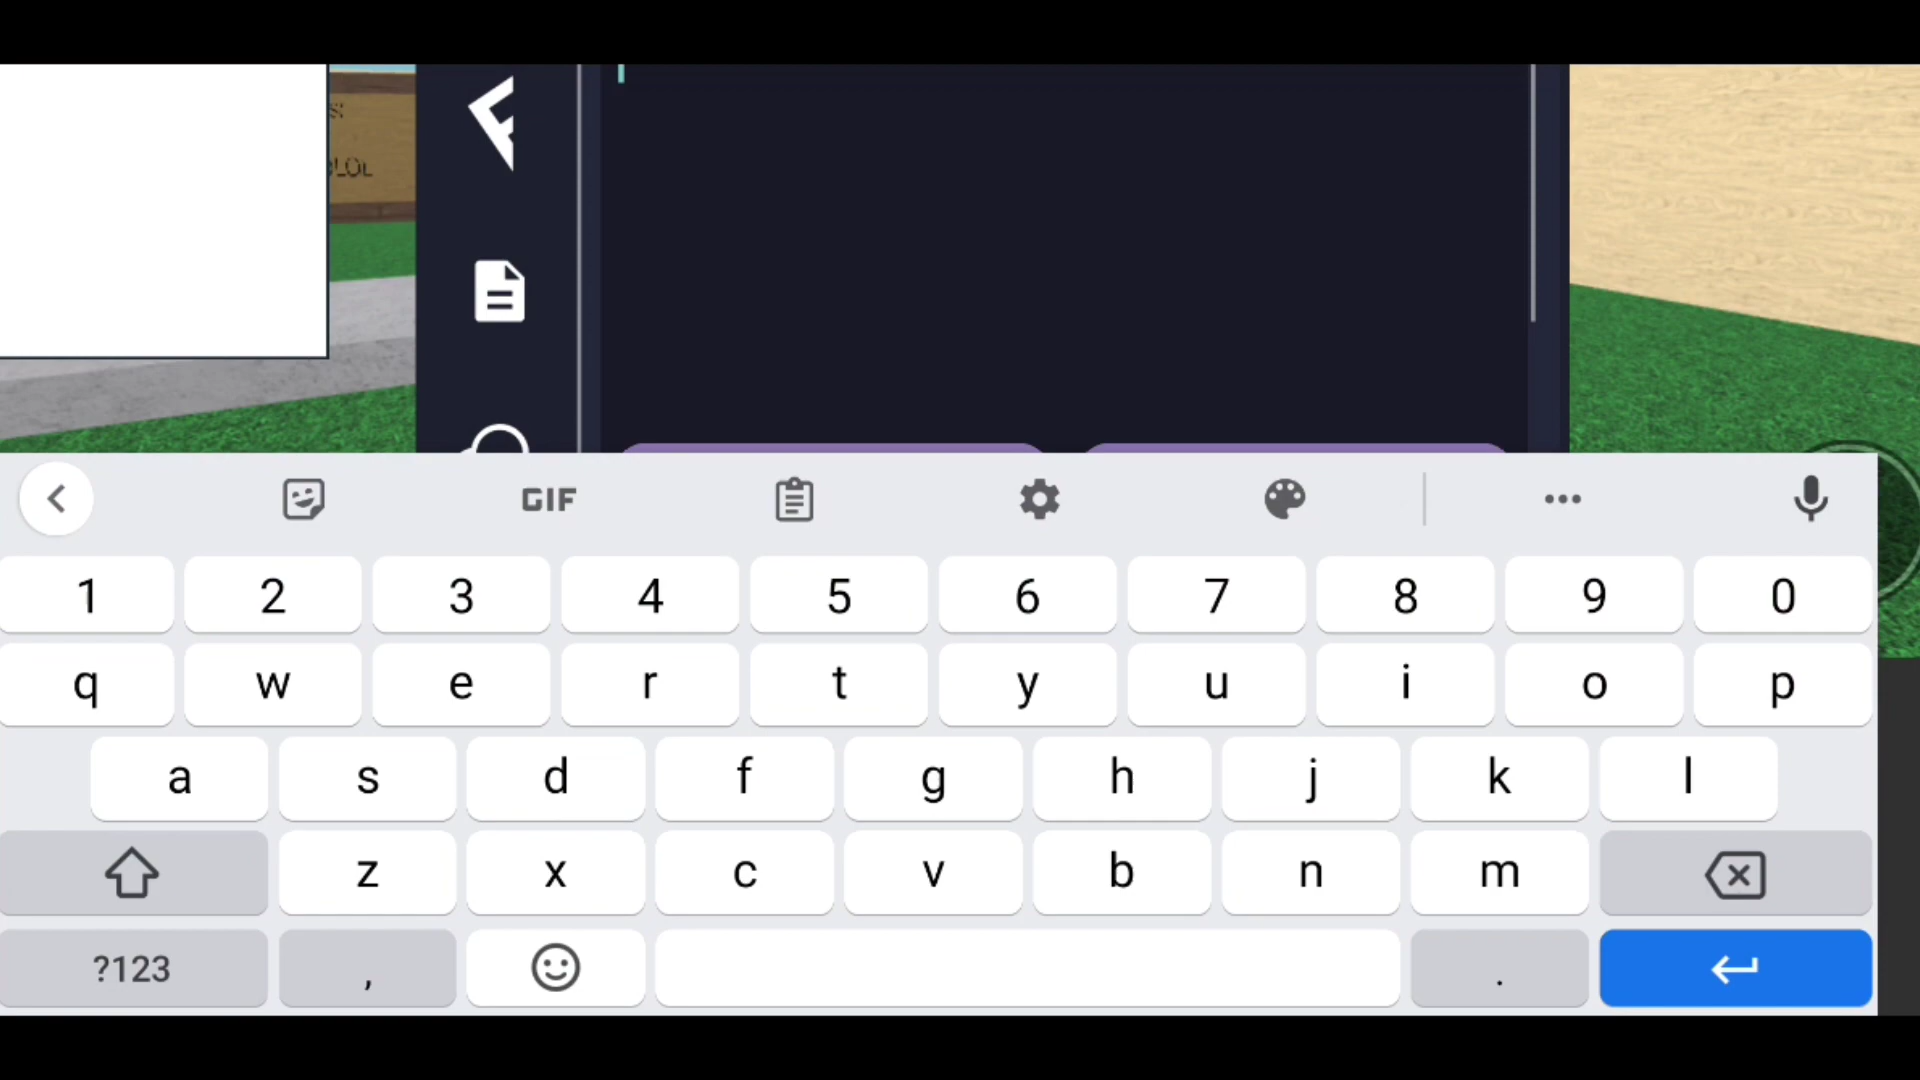 GIF
1 2 3 4 5 6 7 8 9 0
q w e r t y u i o p
a s d f g h j k l
z x c v b n m
?123 , .